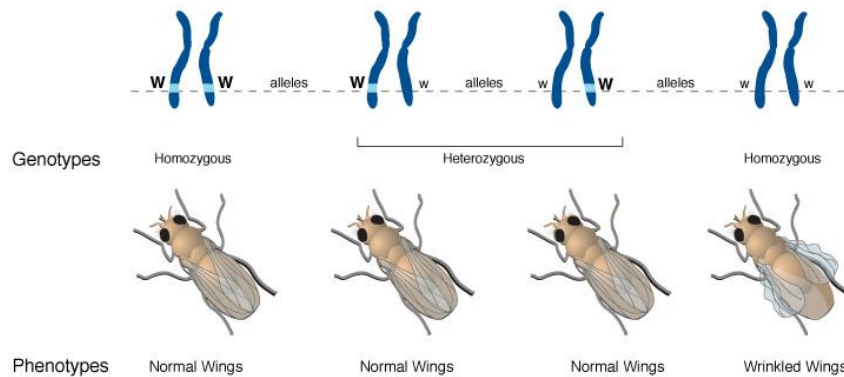 W W alleles W w alleles w W alleles w w
Genotypes Homozygous Heterozygous Homozygous
Phenotypes Normal Wings Normal Wings Normal Wings Wrinkled Wings